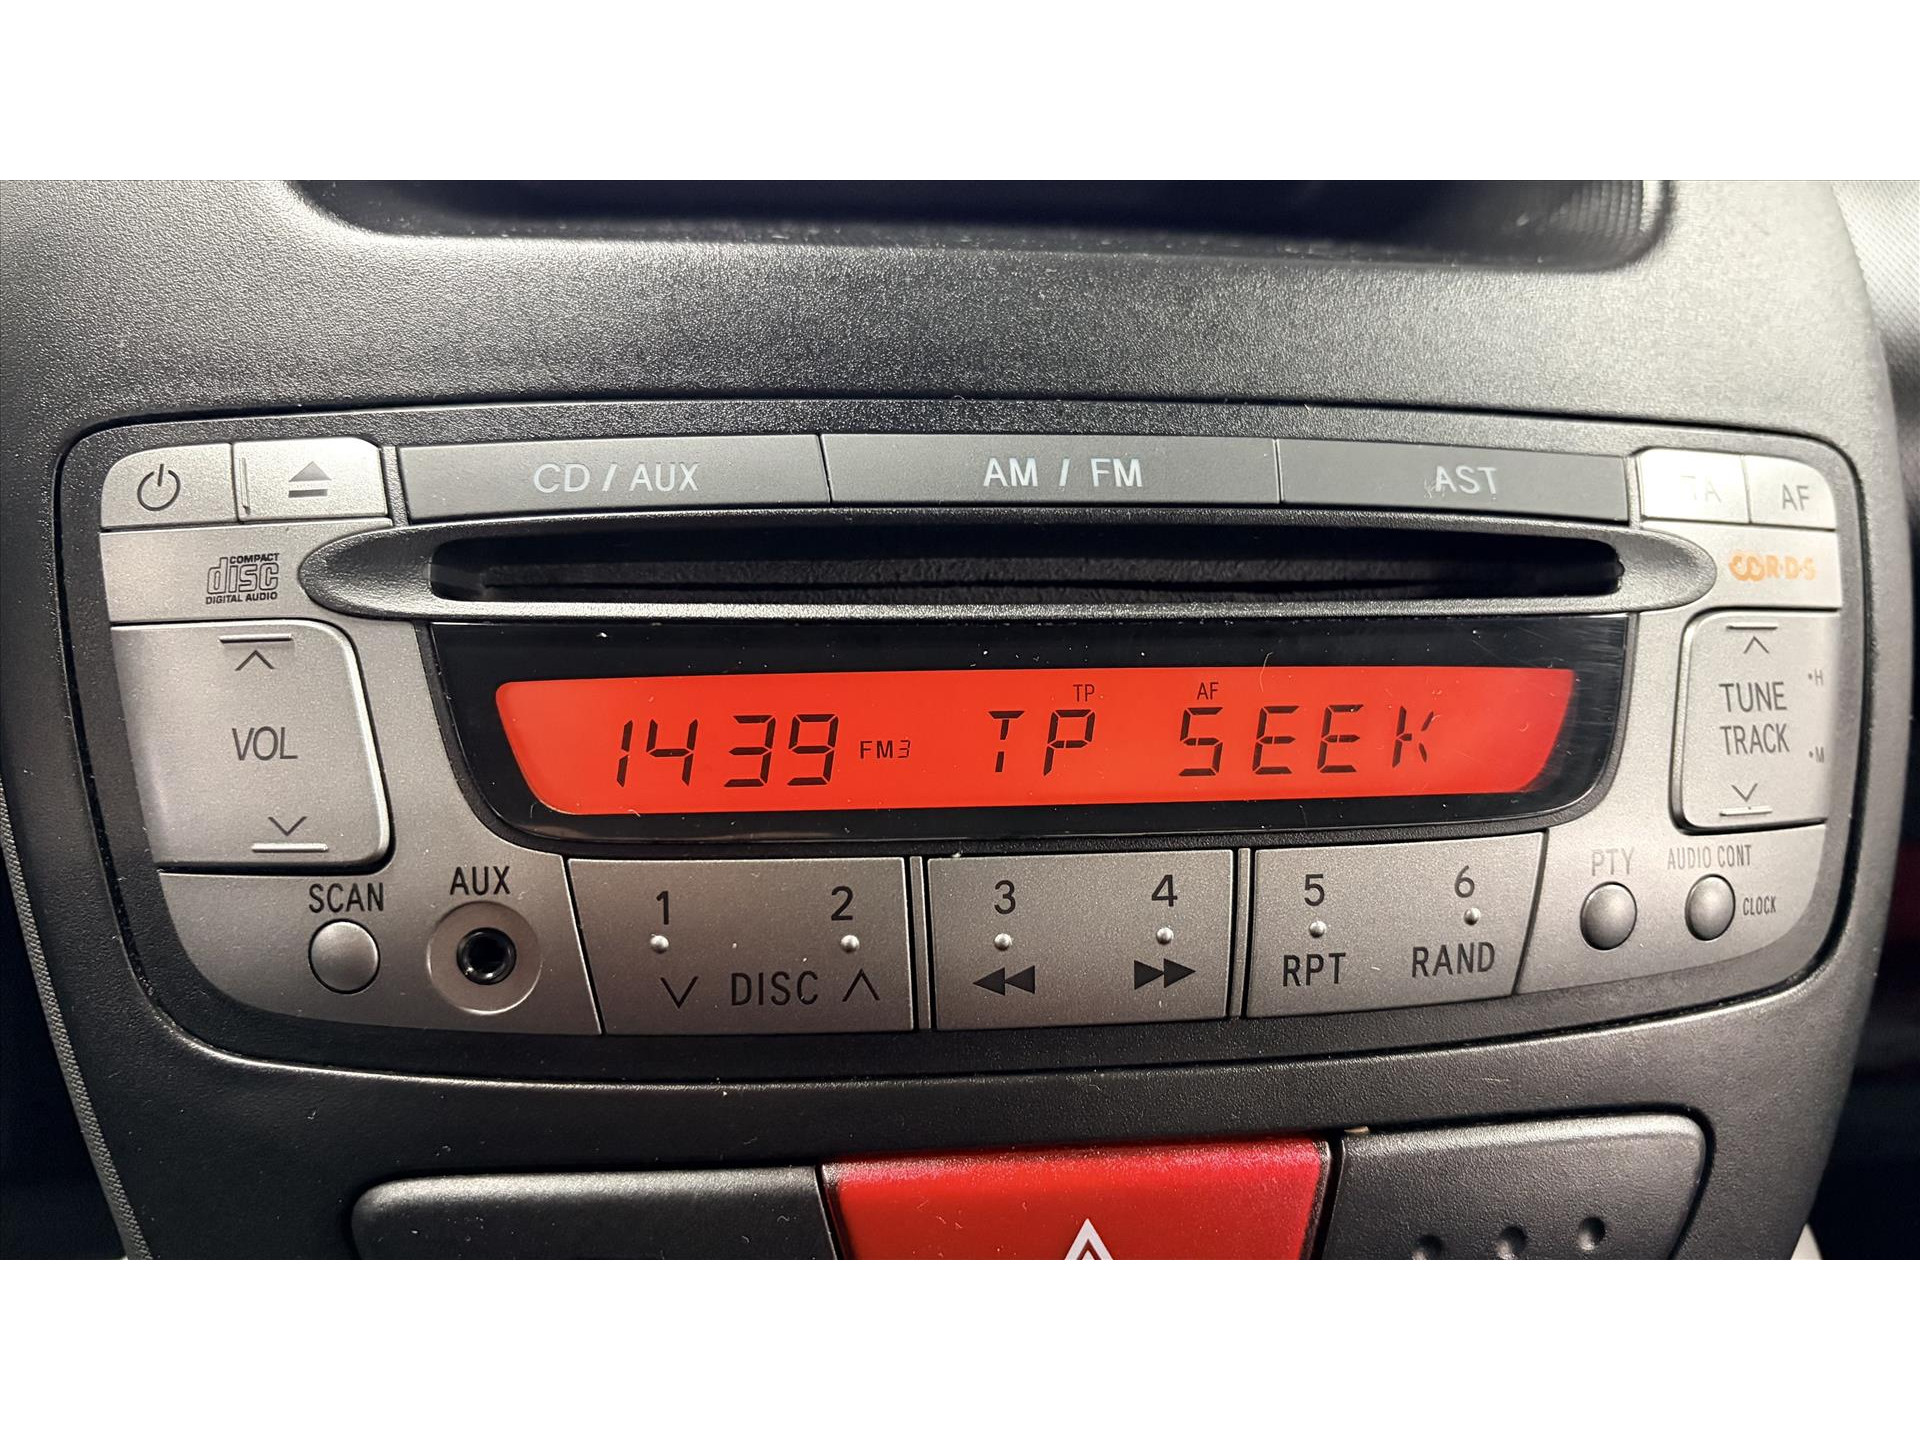 CD / AUX AM / FM AST TA AF
COMPACT
disc
DIGITAL AUDIO
R·D·S
TP AF
1439 FM3 TP SEEK
VOL
TUNE
TRACK
•H
•M
SCAN AUX 1 2 3 4 5 6 PTY AUDIO CONT
CLOCK
DISC RPT RAND